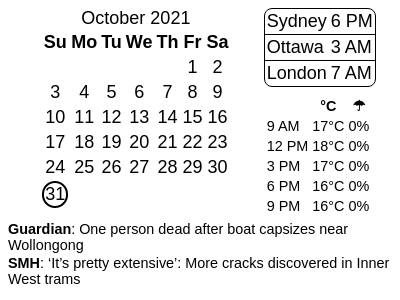 October 2021
Su Mo Tu We Th Fr Sa
1 2
3 4 5 6 7 8 9
10 11 12 13 14 15 16
17 18 19 20 21 22 23
24 25 26 27 28 29 30
31
Sydney 6 PM
Ottawa 3 AM
London 7 AM
°C ☂
9 AM 17°C 0%
12 PM 18°C 0%
3 PM 17°C 0%
6 PM 16°C 0%
9 PM 16°C 0%
Guardian: One person dead after boat capsizes near
Wollongong
SMH: ‘It’s pretty extensive’: More cracks discovered in Inner
West trams